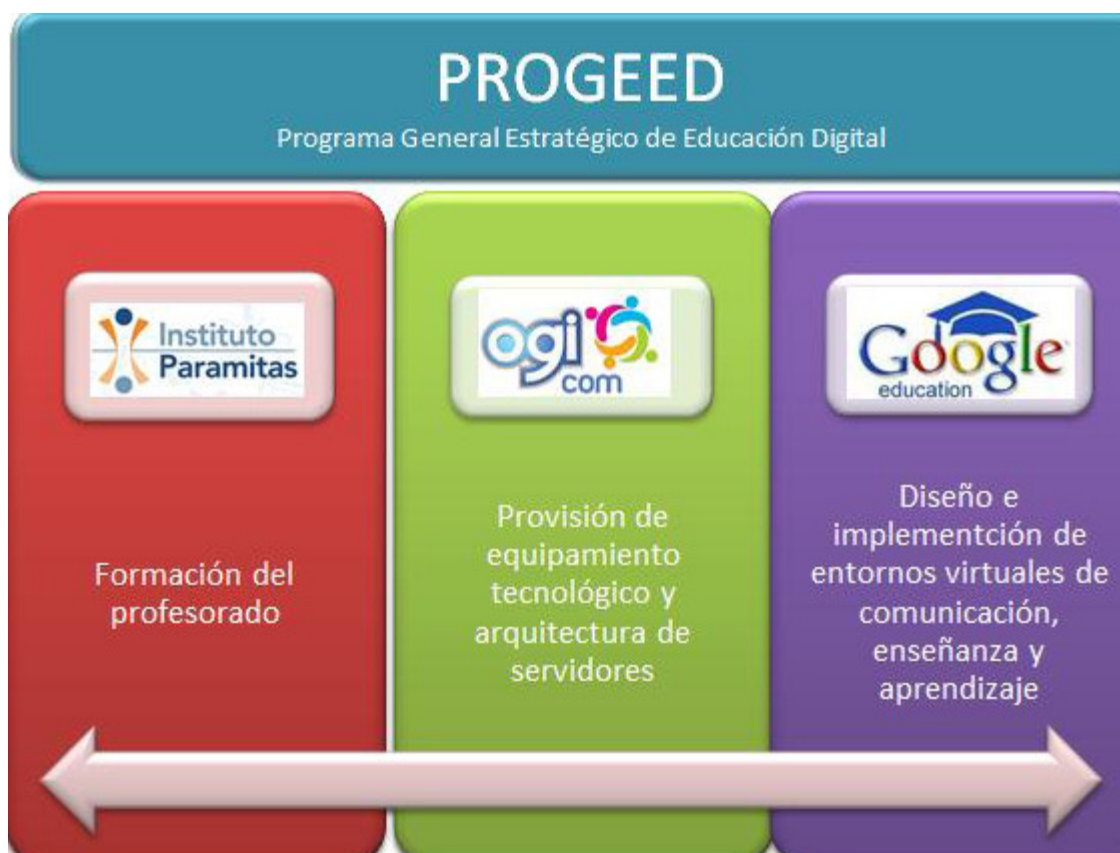 PROGEED
Programa General Estratégico de Educación Digital
Instituto
Paramitas
ogi
com
Google
education
Formación del
profesorado
Provisión de
equipamiento
tecnológico y
arquitectura de
servidores
Diseño e
implementción de
entornos virtuales de
comunicación,
enseñanza y
aprendizaje